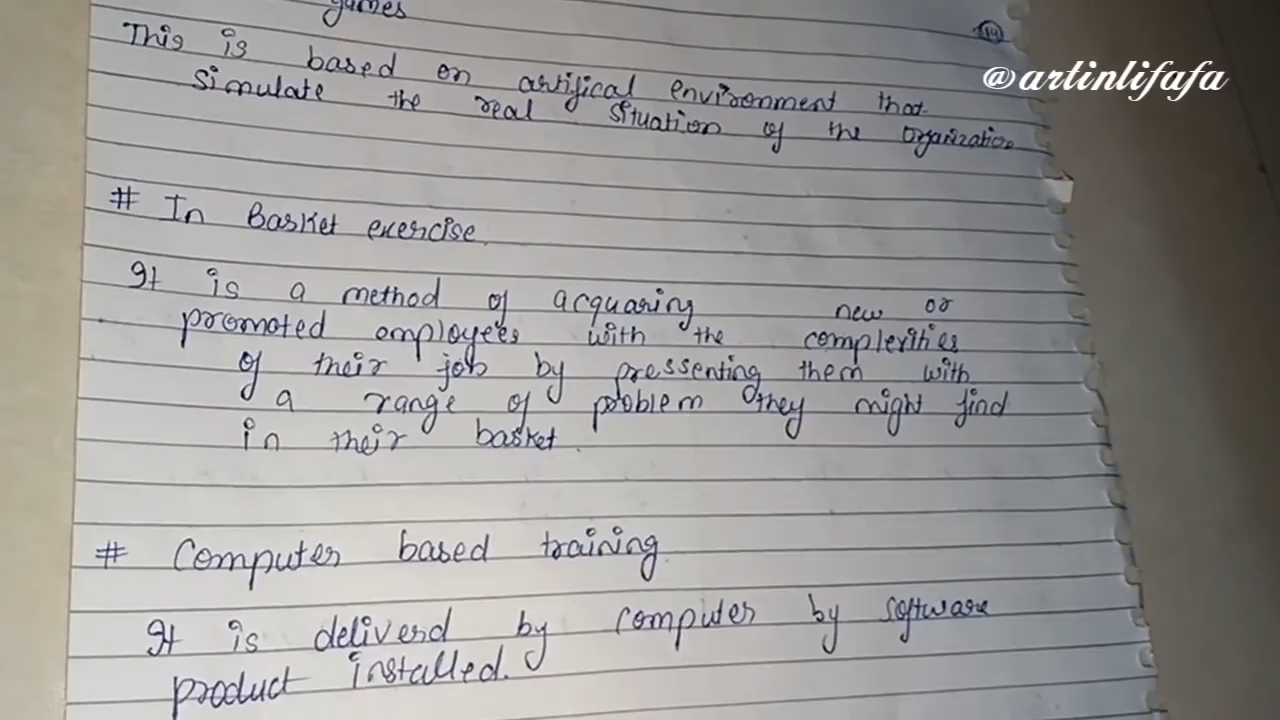 games
14
@artinlifafa
This is based on artifical environment that
simulate the real situation of the organization
# In Basket exercise.
It is a method of acquaring new or
promoted employees with the complexities
of their job by pressenting them with
a range of problem they might find
in their basket.
# Computer based training.
It is deliverd by computer by software
product installed.